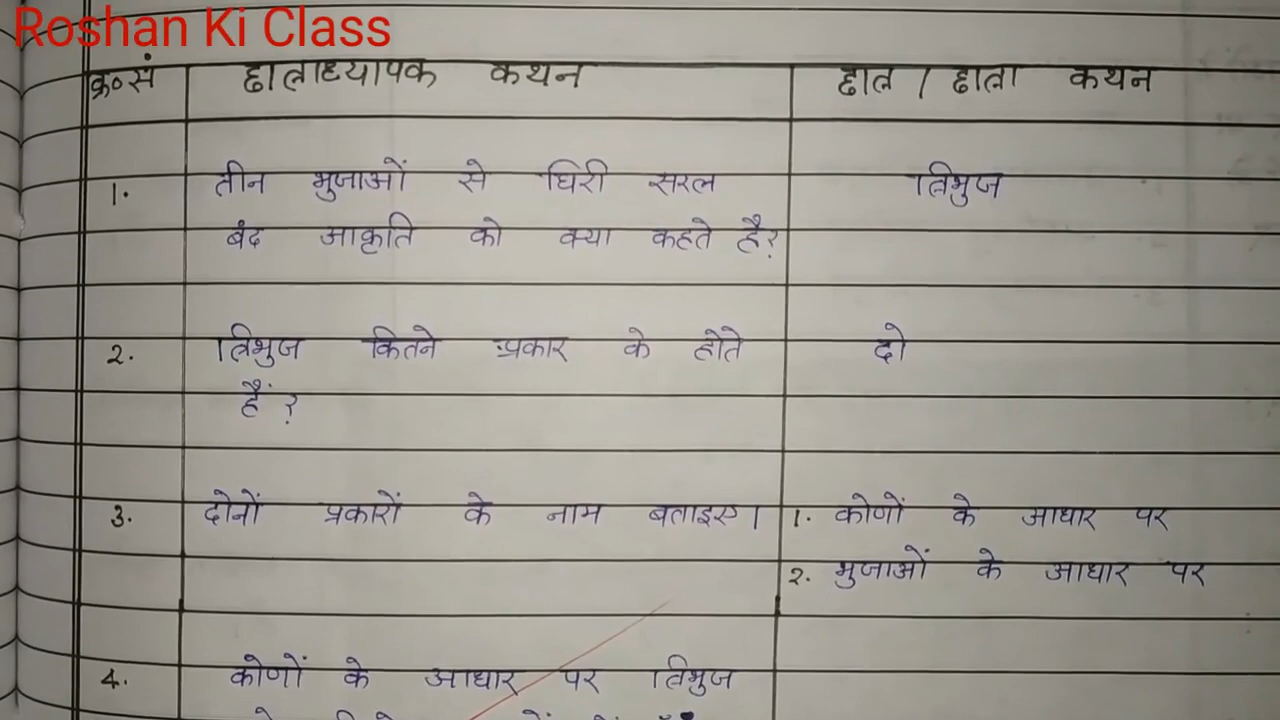 Roshan Ki Class
क्र०सं छात्राध्यापक कथन छात्र / छात्रा कथन
1. तीन भुजाओं से घिरी सरल त्रिभुज
बंद आकृति को क्या कहते है?
2. त्रिभुज कितने प्रकार के होते दो
हैं ?
3. दोनों प्रकारों के नाम बताइए। 1. कोणों के आधार पर
2. भुजाओं के आधार पर
4. कोणों के आधार पर त्रिभुज